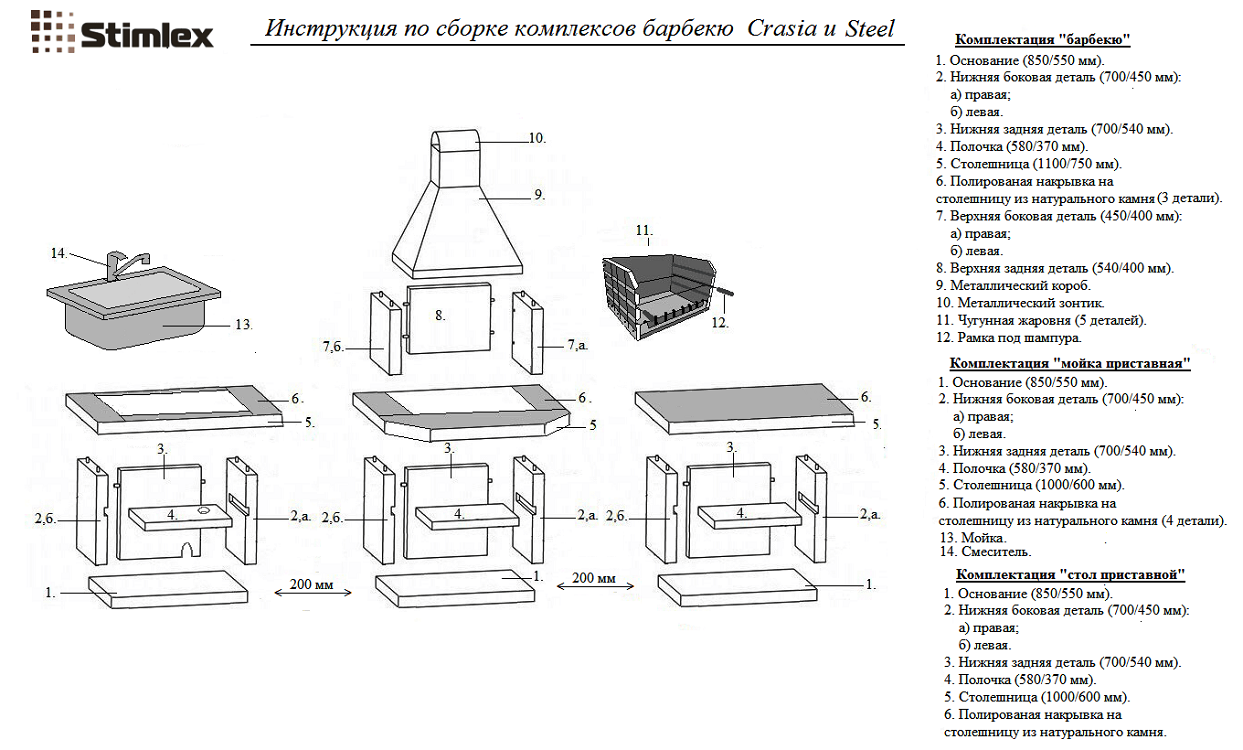 Stimlex
Инструкция по сборке комплексов барбекю Crasia и Steel
10.
9.
14.
13.
11.
12.
8.
7,б.
7,а.
6 .
5.
6 .
5
6.
5.
3.
4.
2,б.
2,а.
3.
4.
2,б.
2,а.
3.
4.
2,б.
2,а.
1.
200 мм
1.
200 мм
1.
Комплектация "барбекю"
1. Основание (850/550 мм).
2. Нижняя боковая деталь (700/450 мм):
а) правая;
б) левая.
3. Нижняя задняя деталь (700/540 мм).
4. Полочка (580/370 мм).
5. Столешница (1100/750 мм).
6. Полированая накрывка на
столешницу из натурального камня (3 детали).
7. Верхняя боковая деталь (450/400 мм):
а) правая;
б) левая.
8. Верхняя задняя деталь (540/400 мм).
9. Металлический короб.
10. Металлический зонтик.
11. Чугунная жаровня (5 деталей).
12. Рамка под шампура.
Комплектация "мойка приставная"
1. Основание (850/550 мм).
2. Нижняя боковая деталь (700/450 мм):
а) правая;
б) левая.
3. Нижняя задняя деталь (700/540 мм).
4. Полочка (580/370 мм).
5. Столешница (1000/600 мм).
6. Полированая накрывка на
столешницу из натурального камня (4 детали).
13. Мойка.
14. Смеситель.
Комплектация "стол приставной"
1. Основание (850/550 мм).
2. Нижняя боковая деталь (700/450 мм):
а) правая;
б) левая.
3. Нижняя задняя деталь (700/540 мм).
4. Полочка (580/370 мм).
5. Столешница (1000/600 мм).
6. Полированая накрывка на
столешницу из натурального камня.